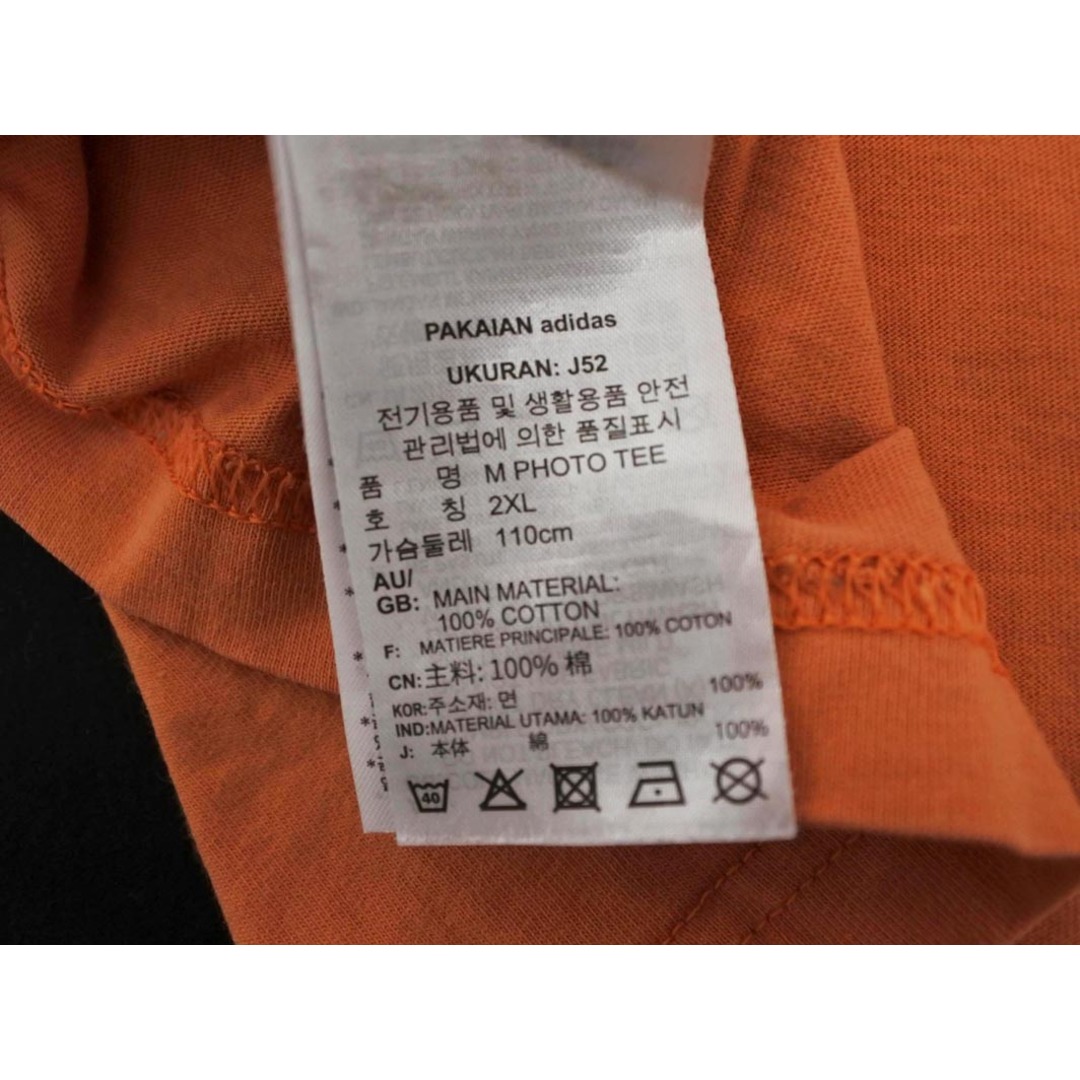 PAKAIAN adidas
UKURAN: J52
전기용품 및 생활용품 안전
관리법에 의한 품질표시
품 명 M PHOTO TEE
호 칭 2XL
가슴둘레 110cm
AU/
GB: MAIN MATERIAL:
100% COTTON
F: MATIERE PRINCIPALE: 100% COTON
CN:主料: 100% 棉
KOR:주소재: 면 100%
IND:MATERIAL UTAMA: 100% KATUN
J: 本体 綿 100%
40